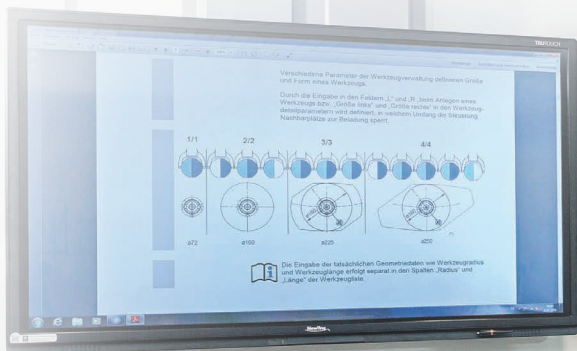 TRUTOUCH
Verschiedene Parameter der Werkzeugverwaltung definieren Größe
und Form eines Werkzeugs.
Durch die Eingabe in den Feldern „L" und „R" beim Anlegen eines
Werkzeugs bzw. „Größe links" und „Größe rechts" in den Werkzeug-
detailparametern wird definiert, in welchem Umfang die Steuerung
Nachbarplätze zur Beladung sperrt.
1/1 2/2 3/3 4/4
ø72 ø160 ø225 ø250
Die Eingabe der tatsächlichen Geometriedaten wie Werkzeugradius
und Werkzeuglänge erfolgt separat in den Spalten „Radius" und
„Länge" der Werkzeugliste.
Newline